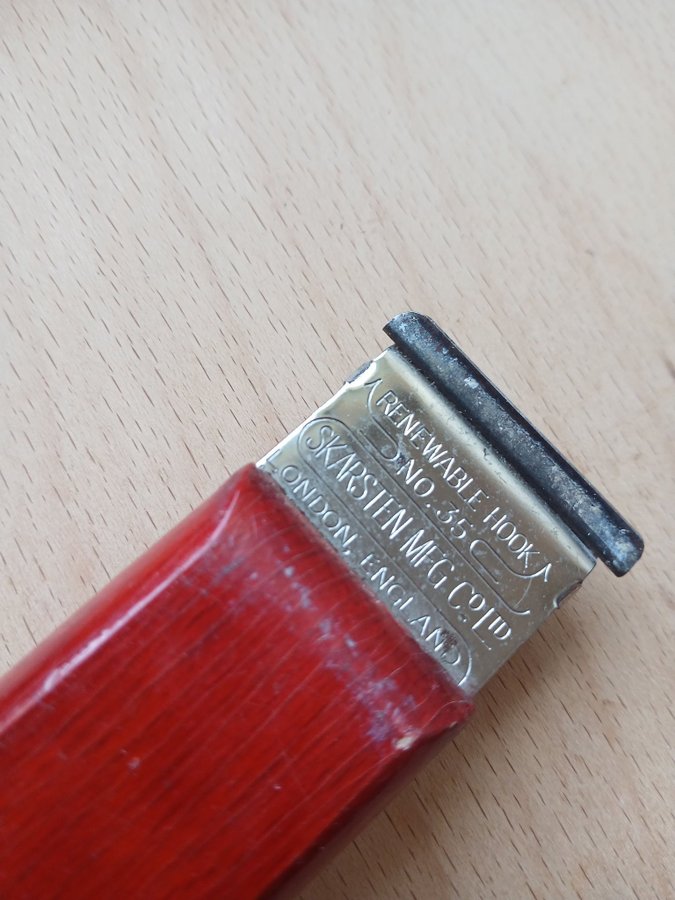 RENEWABLE HOOK
NO. 35
SKARSTEN MFG CO LTD
LONDON, ENGLAND